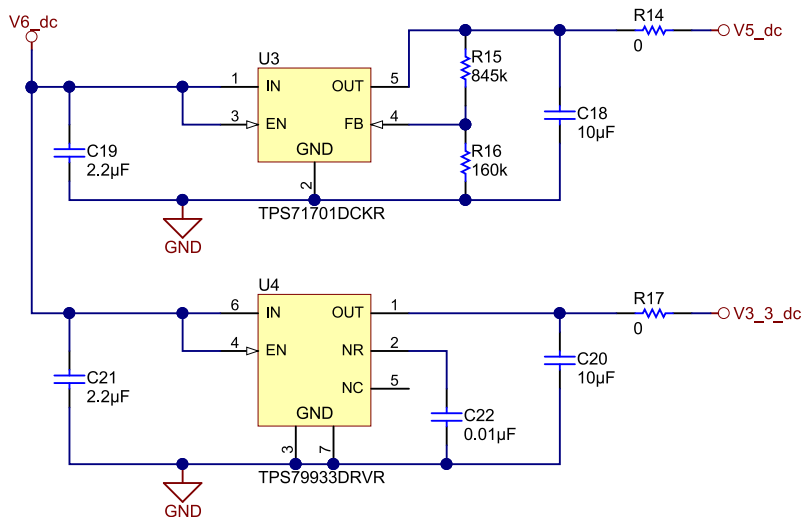 V6_dc
U3
1
IN
OUT
5
3
EN
FB
4
GND
2
TPS71701DCKR
C19
2.2µF
GND
R15
845k
R16
160k
C18
10µF
R14
0
V5_dc
U4
6
IN
OUT
1
4
EN
NR
2
NC
5
GND
3
7
TPS79933DRVR
C21
2.2µF
GND
C22
0.01µF
C20
10µF
R17
0
V3_3_dc